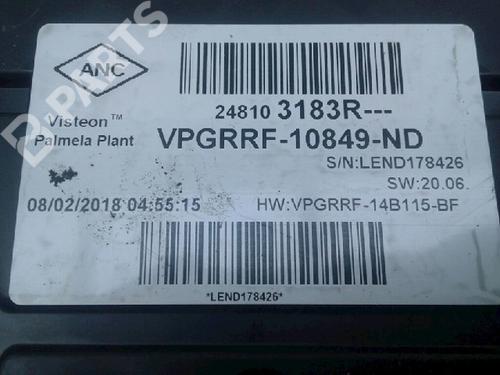 ANC
Visteon™
Palmela Plant
24810 3183R---
VPGRRF-10849-ND
S/N:LEND178426
SW:20.06.
08/02/2018 04:55:15
HW:VPGRRF-14B115-BF
*LEND178426*
B PARTS